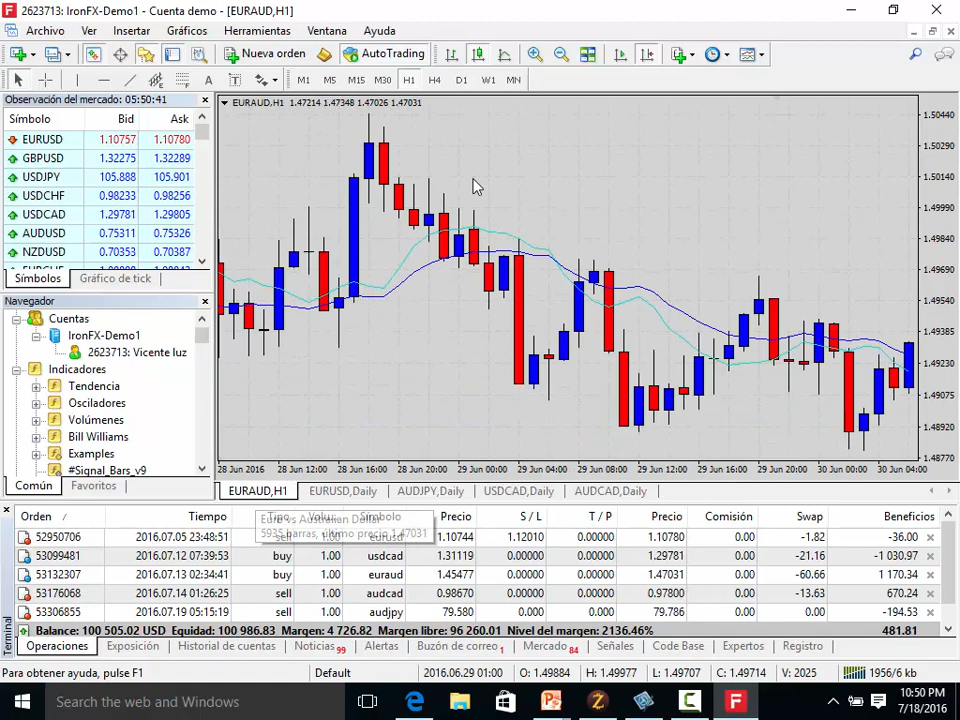 2623713: IronFX-Demo1 - Cuenta demo - [EURAUD,H1]
Archivo Ver Insertar Gráficos Herramientas Ventana Ayuda
Nueva orden AutoTrading
A T M1 M5 M15 M30 H1 H4 D1 W1 MN
Observación del mercado: 05:50:41
Símbolo Bid Ask
EURUSD 1.10757 1.10780
GBPUSD 1.32275 1.32289
USDJPY 105.888 105.901
USDCHF 0.98233 0.98256
USDCAD 1.29781 1.29805
AUDUSD 0.75311 0.75326
NZDUSD 0.70353 0.70387
Símbolos Gráfico de tick
Navegador
Cuentas
IronFX-Demo1
2623713: Vicente luz
Indicadores
Tendencia
Osciladores
Volúmenes
Bill Williams
Examples
#Signal_Bars_v9
Común Favoritos
EURAUD,H1 1.47214 1.47348 1.47026 1.47031
1.50440
1.50290
1.50140
1.49990
1.49840
1.49690
1.49540
1.49385
1.49230
1.49075
1.48920
1.48770
28 Jun 2016 28 Jun 12:00 28 Jun 16:00 28 Jun 20:00 29 Jun 00:00 29 Jun 04:00 29 Jun 08:00 29 Jun 12:00 29 Jun 16:00 29 Jun 20:00 30 Jun 00:00 30 Jun 04:00
EURAUD,H1 EURUSD,Daily AUDJPY,Daily USDCAD,Daily AUDCAD,Daily
Orden Tiempo Tipo Símbolo Precio S / L T / P Precio Comisión Swap Beneficios
Euro vs Australian Dollar
5935 barras, último precio 1.47031
52950706 2016.07.05 23:48:51 sell 1.00 eurusd 1.10744 1.12010 0.00000 1.10780 0.00 -1.82 -36.00
53099481 2016.07.12 07:39:53 buy 1.00 usdcad 1.31119 0.00000 0.00000 1.29781 0.00 -21.16 -1 030.97
53132307 2016.07.13 02:34:41 buy 1.00 euraud 1.45477 0.00000 0.00000 1.47031 0.00 -60.66 1 170.34
53176068 2016.07.14 01:26:25 sell 1.00 audcad 0.98670 0.00000 0.00000 0.97800 0.00 -13.63 670.24
53306855 2016.07.19 05:15:19 sell 1.00 audjpy 79.580 0.000 0.000 79.786 0.00 0.00 -194.53
Balance: 100 505.02 USD Equidad: 100 986.83 Margen: 4 726.82 Margen libre: 96 260.01 Nivel del margen: 2136.46% 481.81
Terminal
Operaciones Exposición Historial de cuentas Noticias 99 Alertas Buzón de correo 1 Mercado 84 Señales Code Base Expertos Registro
Para obtener ayuda, pulse F1 Default 2016.06.29 01:00 O: 1.49884 H: 1.49977 L: 1.49707 C: 1.49714 V: 2025 1956/6 kb
Search the web and Windows
10:50 PM
7/18/2016